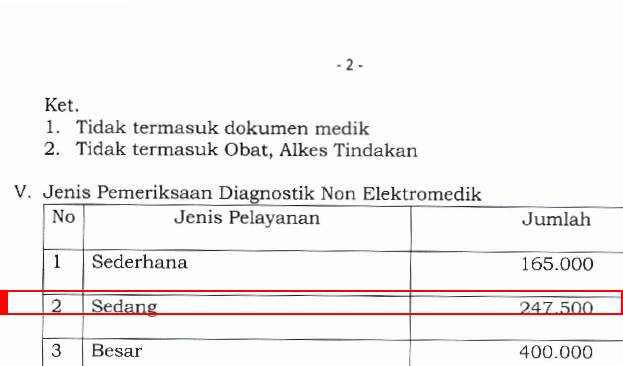 - 2 -
Ket.
1. Tidak termasuk dokumen medik
2. Tidak termasuk Obat, Alkes Tindakan
V. Jenis Pemeriksaan Diagnostik Non Elektromedik
No Jenis Pelayanan Jumlah
1 Sederhana 165.000
2 Sedang 247.500
3 Besar 400.000